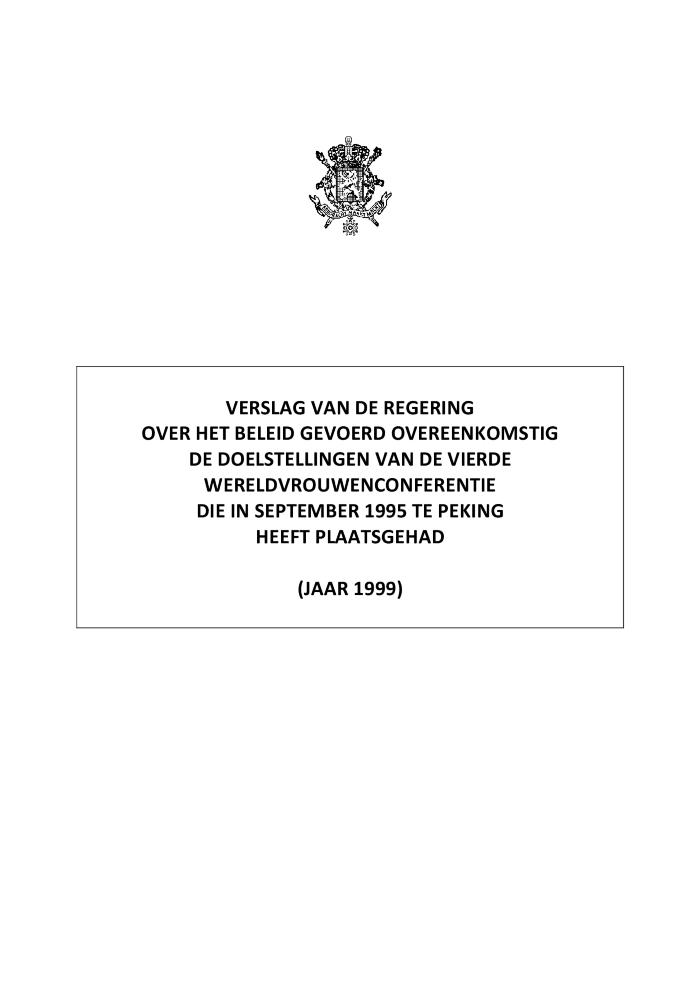 VERSLAG VAN DE REGERING
OVER HET BELEID GEVOERD OVEREENKOMSTIG
DE DOELSTELLINGEN VAN DE VIERDE
WERELDVROUWENCONFERENTIE
DIE IN SEPTEMBER 1995 TE PEKING
HEEFT PLAATSGEHAD
(JAAR 1999)